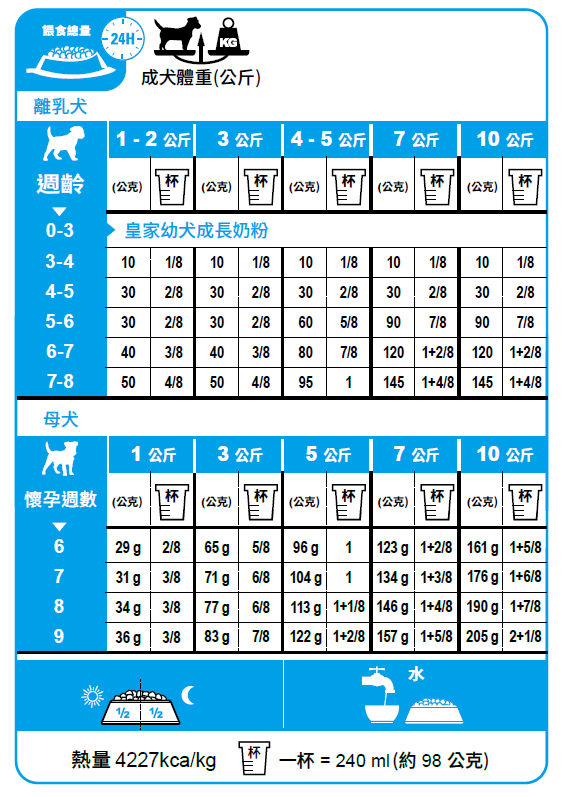 餵食總量
24H
KG
成犬體重(公斤)
離乳犬
週齡 1 - 2 公斤 3 公斤 4 - 5 公斤 7 公斤 10 公斤
(公克) 杯 (公克) 杯 (公克) 杯 (公克) 杯 (公克) 杯
0-3 皇家幼犬成長奶粉
3-4 10 1/8 10 1/8 10 1/8 10 1/8 10 1/8
4-5 30 2/8 30 2/8 30 2/8 30 2/8 30 2/8
5-6 30 2/8 30 2/8 60 5/8 90 7/8 90 7/8
6-7 40 3/8 40 3/8 80 7/8 120 1+2/8 120 1+2/8
7-8 50 4/8 50 4/8 95 1 145 1+4/8 145 1+4/8
母犬
懷孕週數 1 公斤 3 公斤 5 公斤 7 公斤 10 公斤
(公克) 杯 (公克) 杯 (公克) 杯 (公克) 杯 (公克) 杯
6 29 g 2/8 65 g 5/8 96 g 1 123 g 1+2/8 161 g 1+5/8
7 31 g 3/8 71 g 6/8 104 g 1 134 g 1+3/8 176 g 1+6/8
8 34 g 3/8 77 g 6/8 113 g 1+1/8 146 g 1+4/8 190 g 1+7/8
9 36 g 3/8 83 g 7/8 122 g 1+2/8 157 g 1+5/8 205 g 2+1/8
½ ½
水
熱量 4227kca/kg 杯 一杯 = 240 ml (約 98 公克)